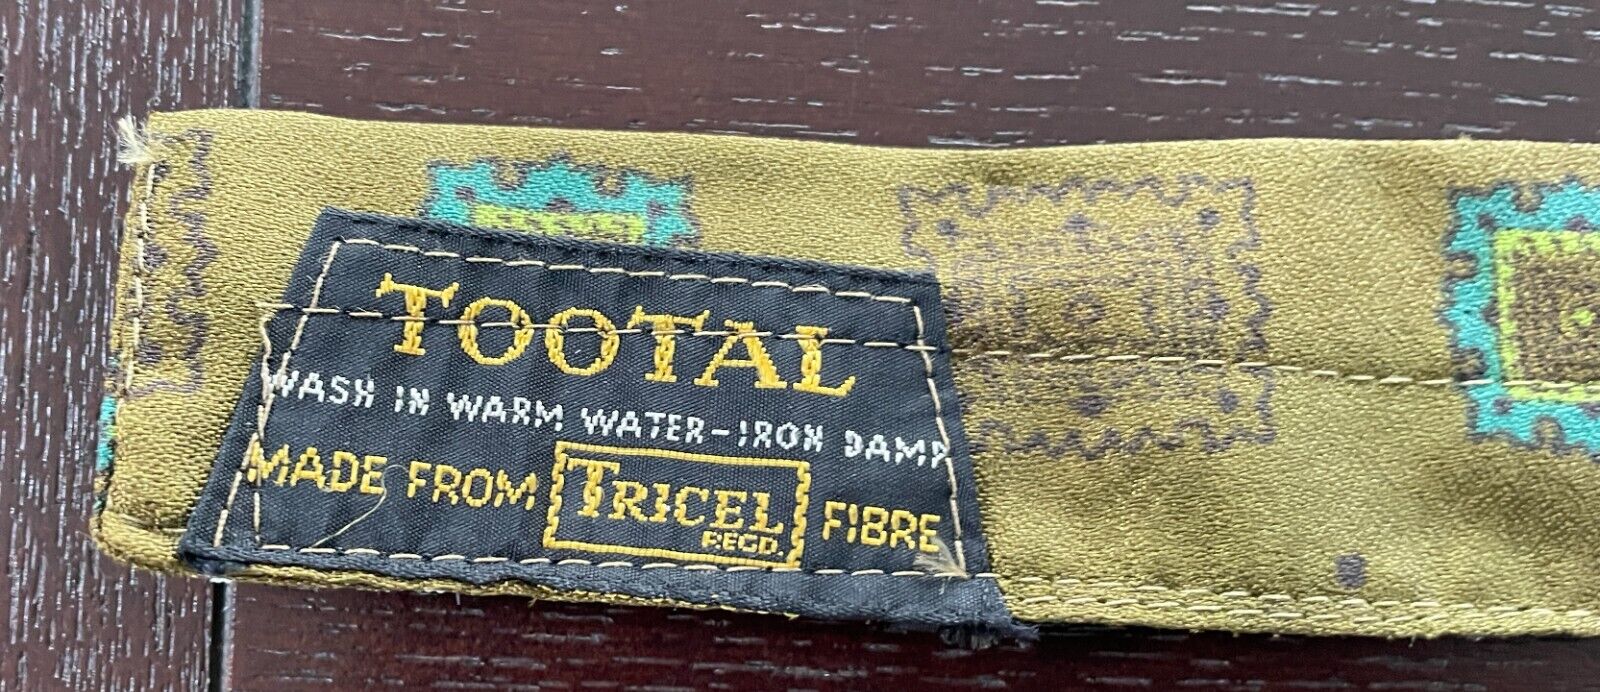 TOOTAL
WASH IN WARM WATER-IRON DAMP
MADE FROM TRICEL REGD. FIBRE